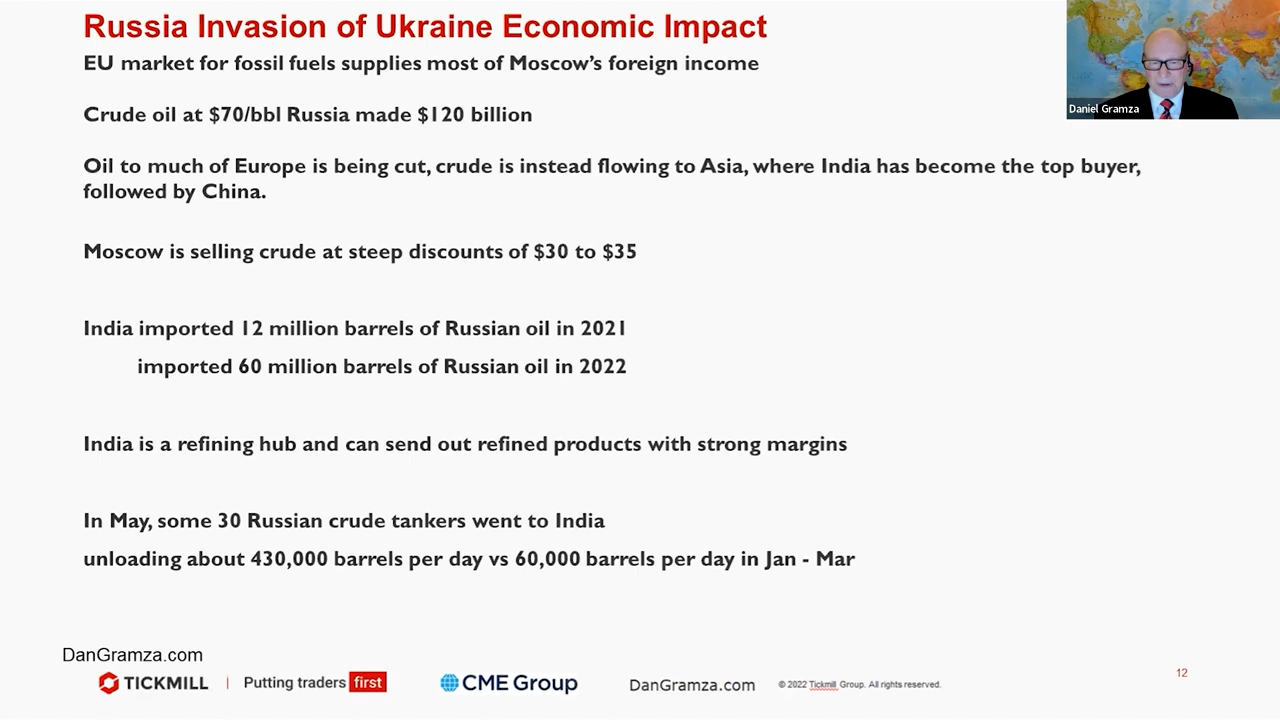 Russia Invasion of Ukraine Economic Impact
EU market for fossil fuels supplies most of Moscow's foreign income
Crude oil at $70/bbl Russia made $120 billion
Oil to much of Europe is being cut, crude is instead flowing to Asia, where India has become the top buyer,
followed by China.
Moscow is selling crude at steep discounts of $30 to $35
India imported 12 million barrels of Russian oil in 2021
imported 60 million barrels of Russian oil in 2022
India is a refining hub and can send out refined products with strong margins
In May, some 30 Russian crude tankers went to India
unloading about 430,000 barrels per day vs 60,000 barrels per day in Jan - Mar
Daniel Gramza
DanGramza.com
TICKMILL | Putting traders first CME Group DanGramza.com © 2022 Tickmill Group. All rights reserved.
12